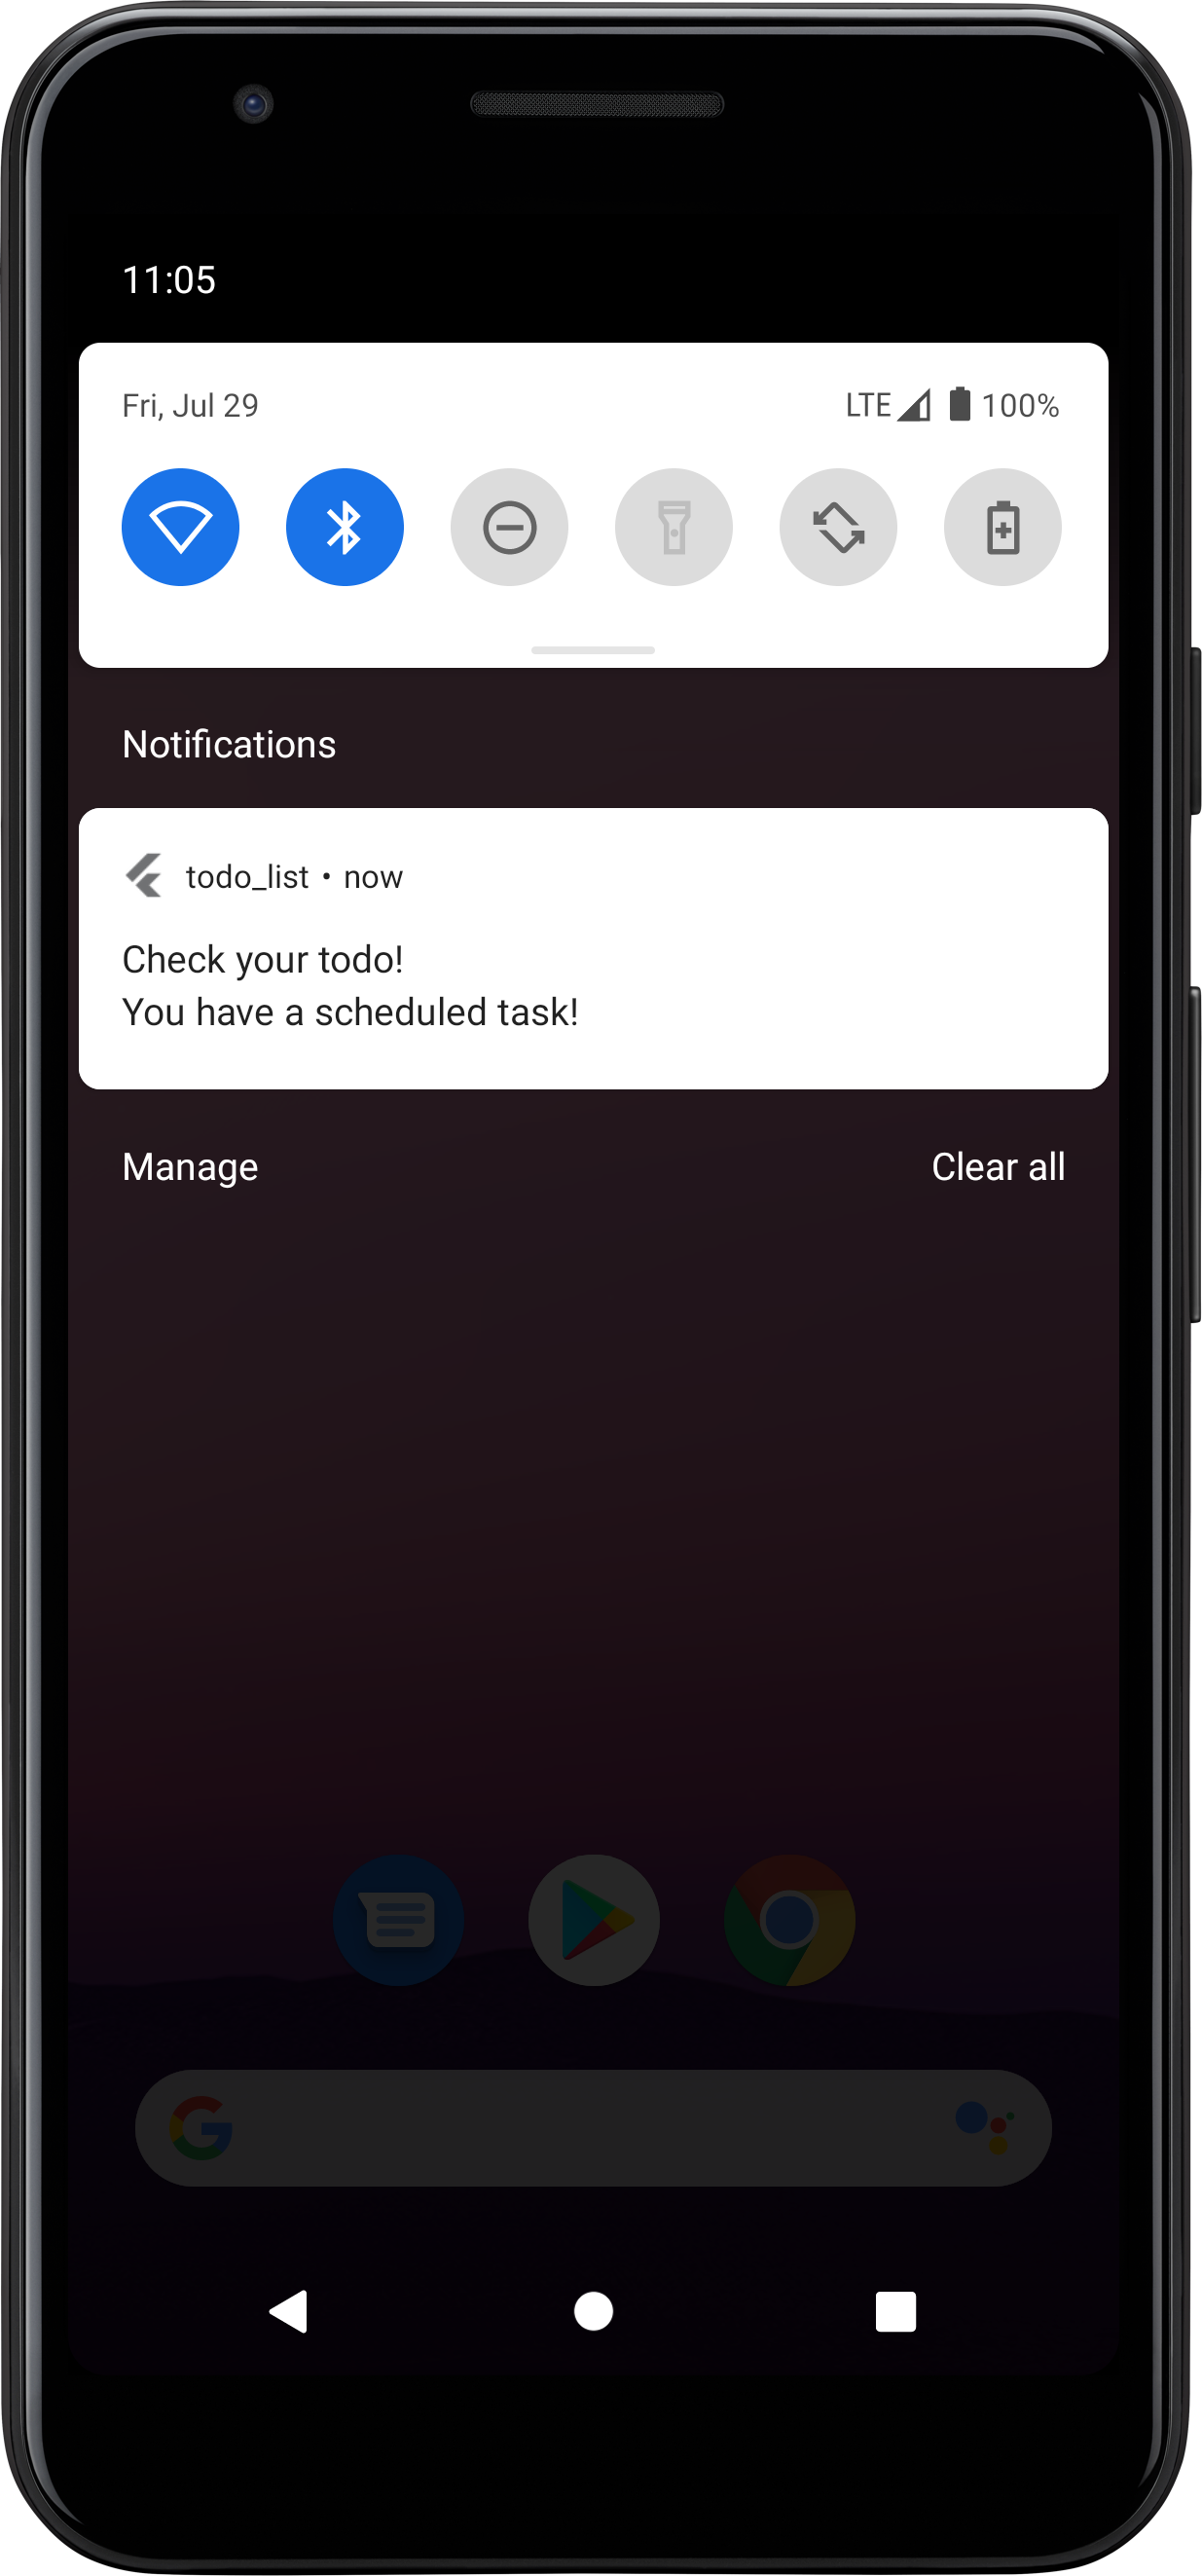 11:05
Fri, Jul 29 LTE 100%
Notifications
todo_list • now
Check your todo!
You have a scheduled task!
Manage Clear all